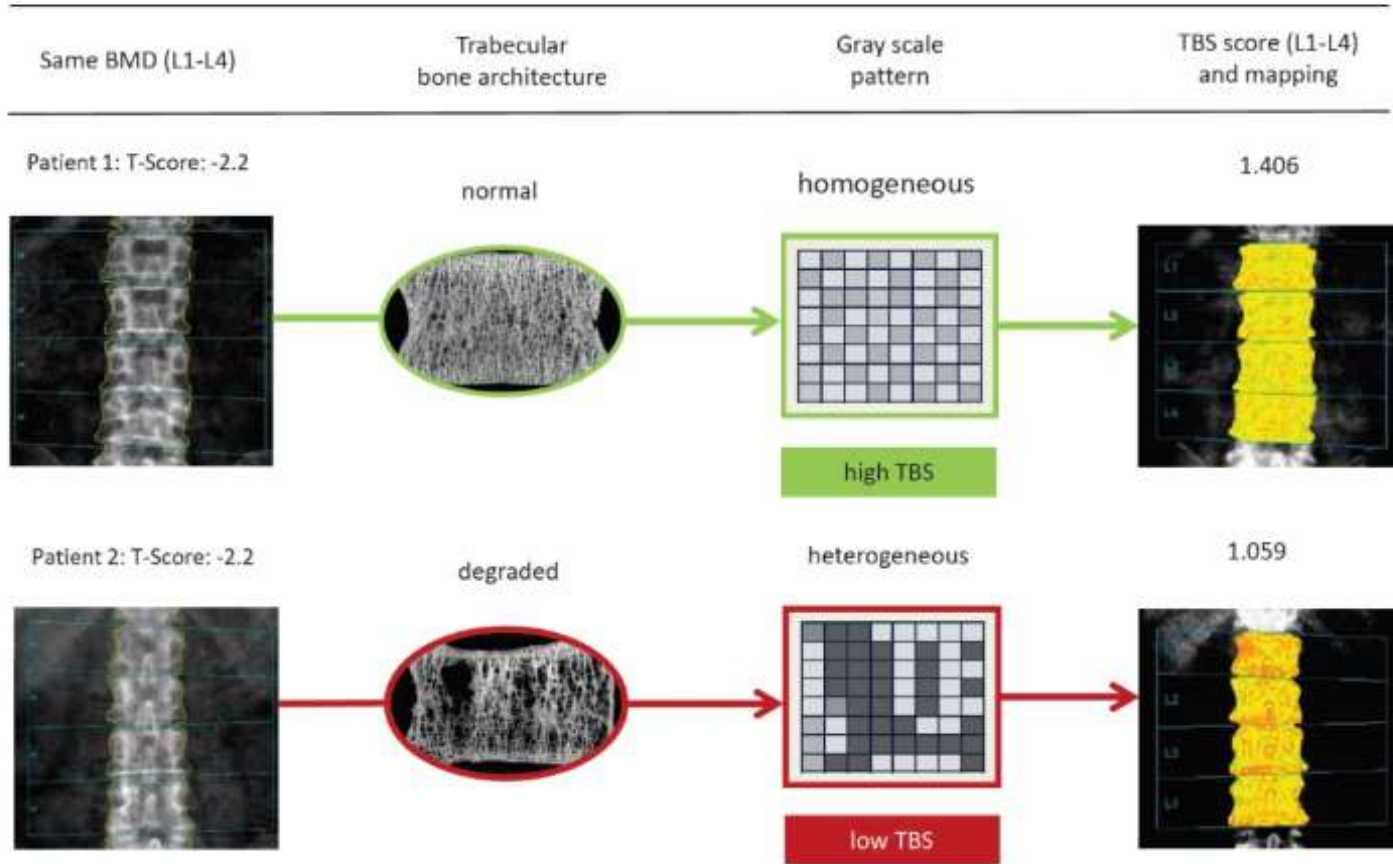 Same BMD (L1-L4)
Trabecular
bone architecture
Gray scale
pattern
TBS score (L1-L4)
and mapping
Patient 1: T-Score: -2.2
normal
homogeneous
1.406
L1
L4
high TBS
Patient 2: T-Score: -2.2
degraded
heterogeneous
1.059
low TBS